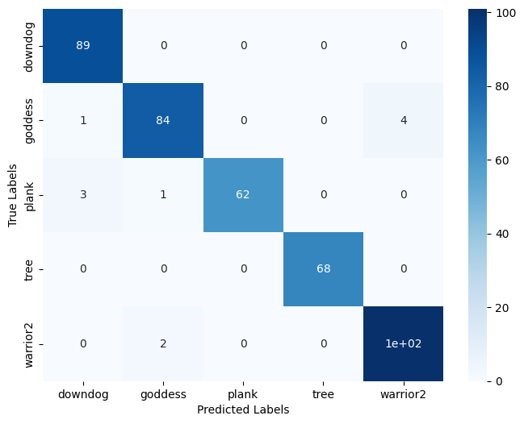 100
downdog 89 0 0 0 0
80
goddess 1 84 0 0 4
60
True Labels
plank 3 1 62 0 0
40
tree 0 0 0 68 0
20
warrior2 0 2 0 0 1e+02
0
downdog goddess plank tree warrior2
Predicted Labels